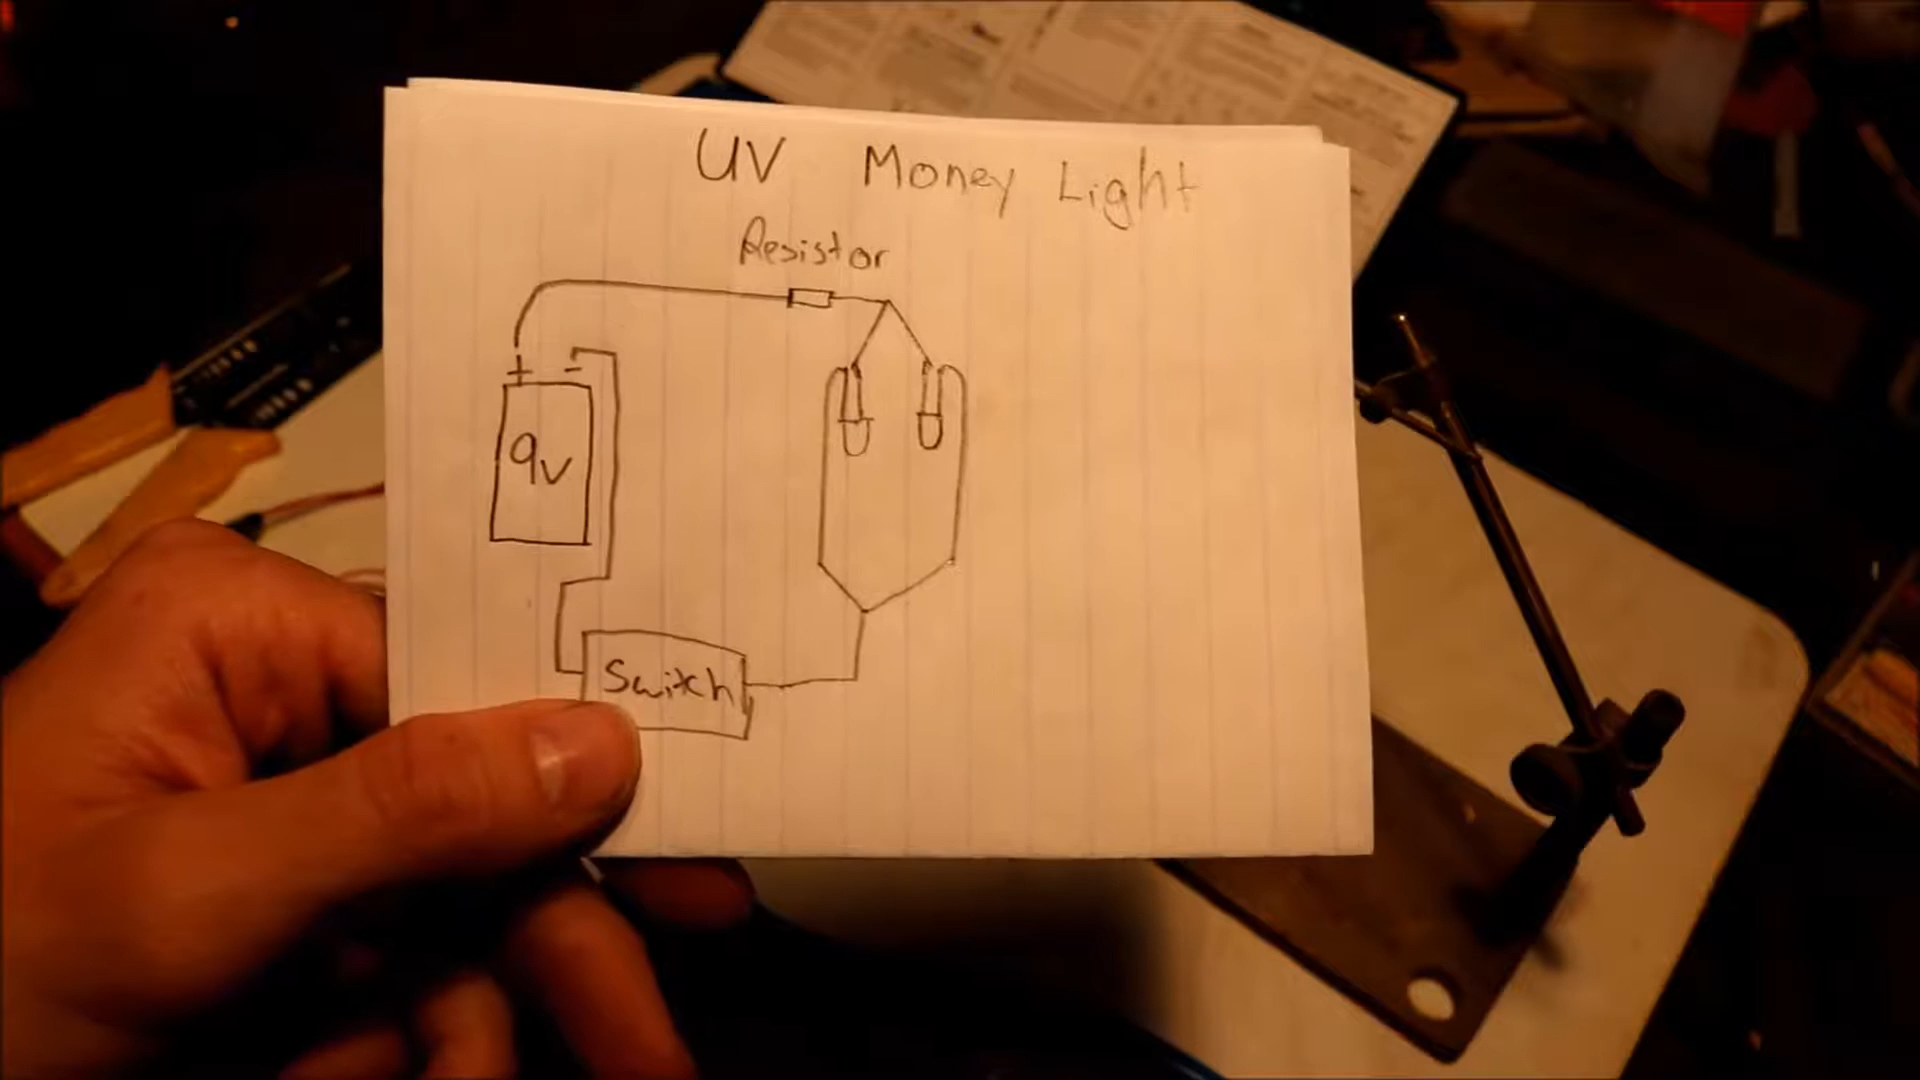 UV Money Light
Resistor
+ -
9v
Switch